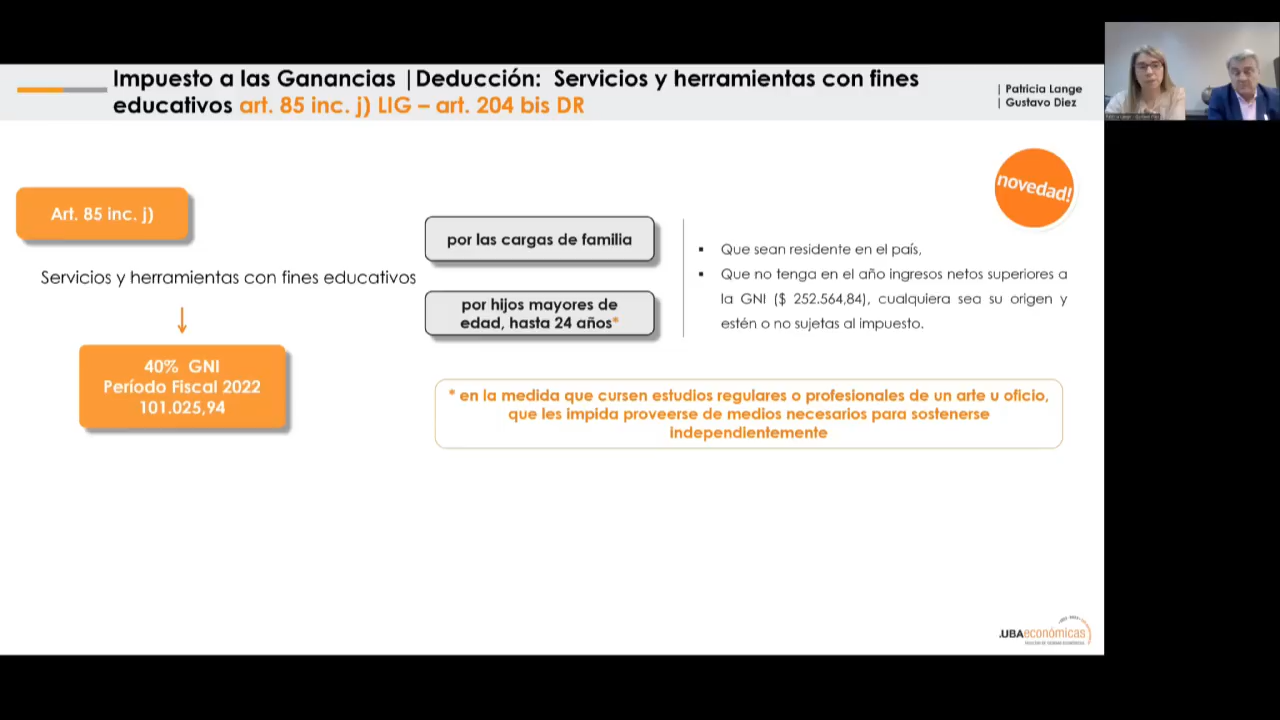 Impuesto a las Ganancias |Deducción: Servicios y herramientas con fines
educativos art. 85 inc. j) LIG – art. 204 bis DR
| Patricia Lange
| Gustavo Diez
novedad!
Art. 85 inc. j)
Servicios y herramientas con fines educativos
40% GNI
Período Fiscal 2022
101.025,94
por las cargas de familia
por hijos mayores de
edad, hasta 24 años*
▪ Que sean residente en el país,
▪ Que no tenga en el año ingresos netos superiores a
la GNI ($ 252.564,84), cualquiera sea su origen y
estén o no sujetas al impuesto.
* en la medida que cursen estudios regulares o profesionales de un arte u oficio,
que les impida proveerse de medios necesarios para sostenerse
independientemente
.UBAeconómicas